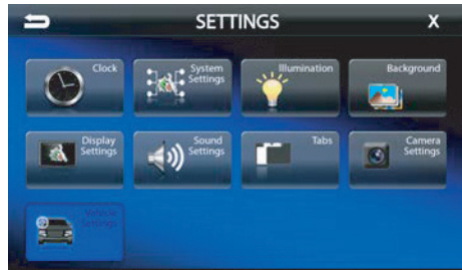 SETTINGS
X
Clock
System
Settings
Illumination
Background
Display
Settings
Sound
Settings
Tabs
Camera
Settings
Vehicle
Settings